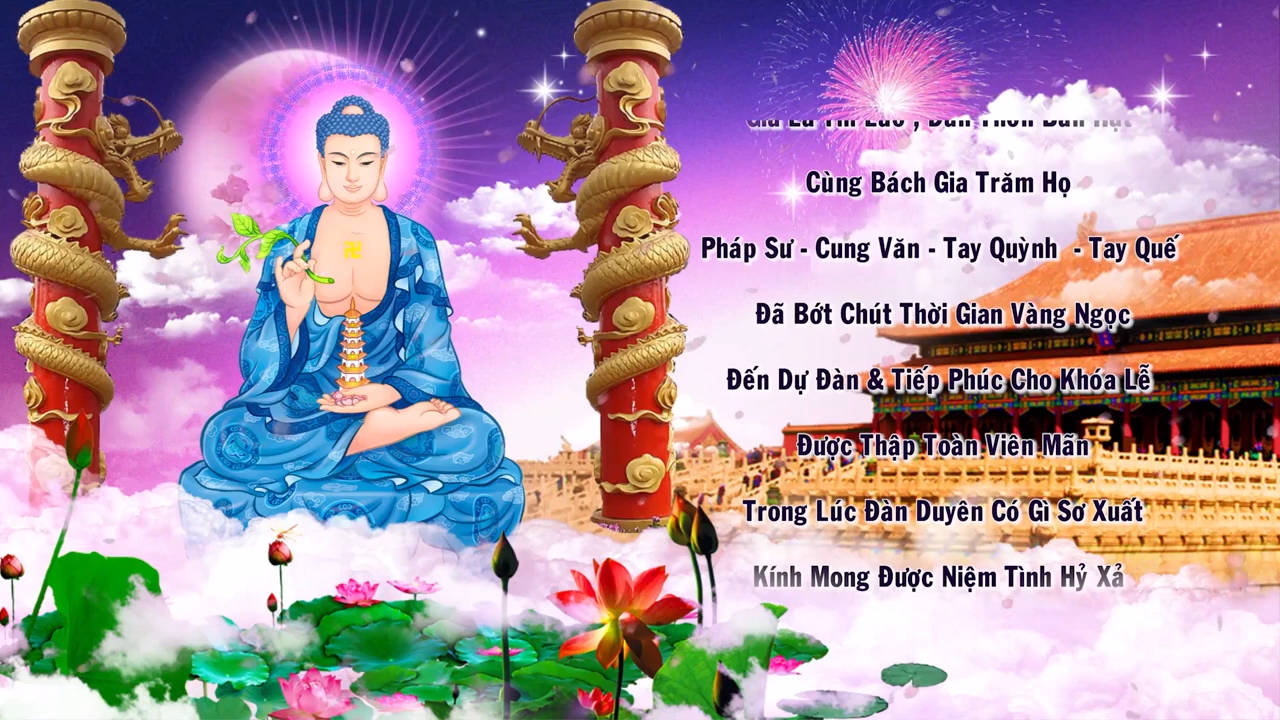 Cùng Bách Gia Trăm Họ
Pháp Sư - Cung Văn - Tay Quỳnh - Tay Quế
Đã Bớt Chút Thời Gian Vàng Ngọc
Đến Dự Đàn & Tiếp Phúc Cho Khóa Lễ
Được Thập Toàn Viên Mãn
Trong Lúc Đàn Duyên Có Gì Sơ Xuất
Kính Mong Được Niệm Tình Hỷ Xả